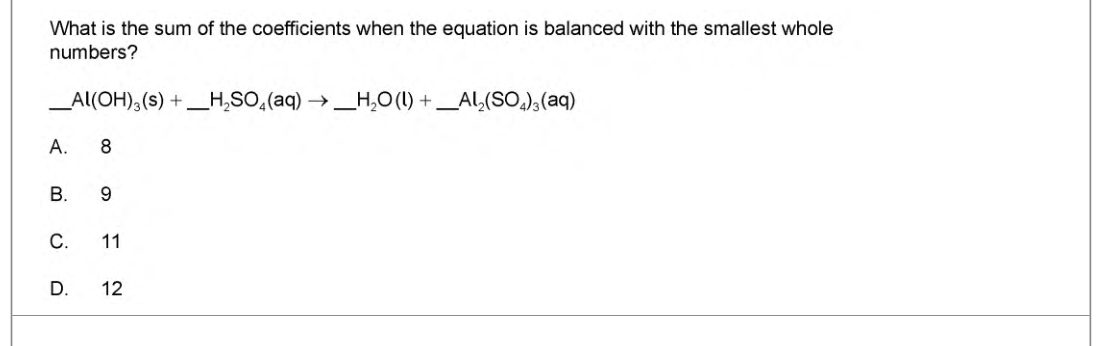 What is the sum of the coefficients when the equation is balanced with the smallest whole
numbers?
__Al(OH)₃(s) + __H₂SO₄(aq) → __H₂O(l) + __Al₂(SO₄)₃(aq)
A. 8
B. 9
C. 11
D. 12